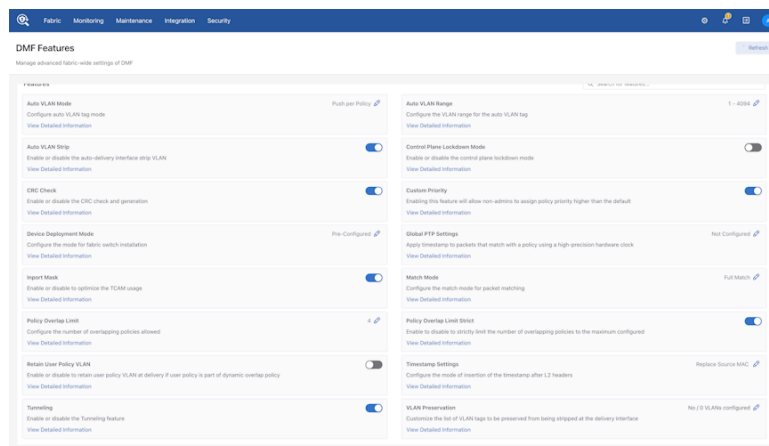 Fabric Monitoring Maintenance Integration Security
DMF Features
Refresh
Manage advanced fabric-wide settings of DMF
Features
Search for features...
Auto VLAN Mode
Push per Policy
Configure auto VLAN tag mode
View Detailed Information
Auto VLAN Range
1 - 4094
Configure the VLAN range for the auto VLAN tag
View Detailed Information
Auto VLAN Strip
Enable or disable the auto-delivery interface strip VLAN
View Detailed Information
Control Plane Lockdown Mode
Enable or disable the control plane lockdown mode
View Detailed Information
CRC Check
Enable or disable the CRC check and generation
View Detailed Information
Custom Priority
Enabling this feature will allow non-admins to assign policy priority higher than the default
View Detailed Information
Device Deployment Mode
Pre-Configured
Configure the mode for fabric switch installation
View Detailed Information
Global PTP Settings
Not Configured
Apply timestamp to packets that match with a policy using a high-precision hardware clock
View Detailed Information
Inport Mask
Enable or disable to optimize the TCAM usage
View Detailed Information
Match Mode
Full Match
Configure the match mode for packet matching
View Detailed Information
Policy Overlap Limit
4
Configure the number of overlapping policies allowed
View Detailed Information
Policy Overlap Limit Strict
Enable to disable to strictly limit the number of overlapping policies to the maximum configured
View Detailed Information
Retain User Policy VLAN
Enable or disable to retain user policy VLAN at delivery if user policy is part of dynamic overlap policy
View Detailed Information
Timestamp Settings
Replace Source MAC
Configure the mode of insertion of the timestamp after L2 headers
View Detailed Information
Tunneling
Enable or disable the Tunneling feature
View Detailed Information
VLAN Preservation
No / 0 VLANs configured
Customize the list of VLAN tags to be preserved from being stripped at the delivery interface
View Detailed Information